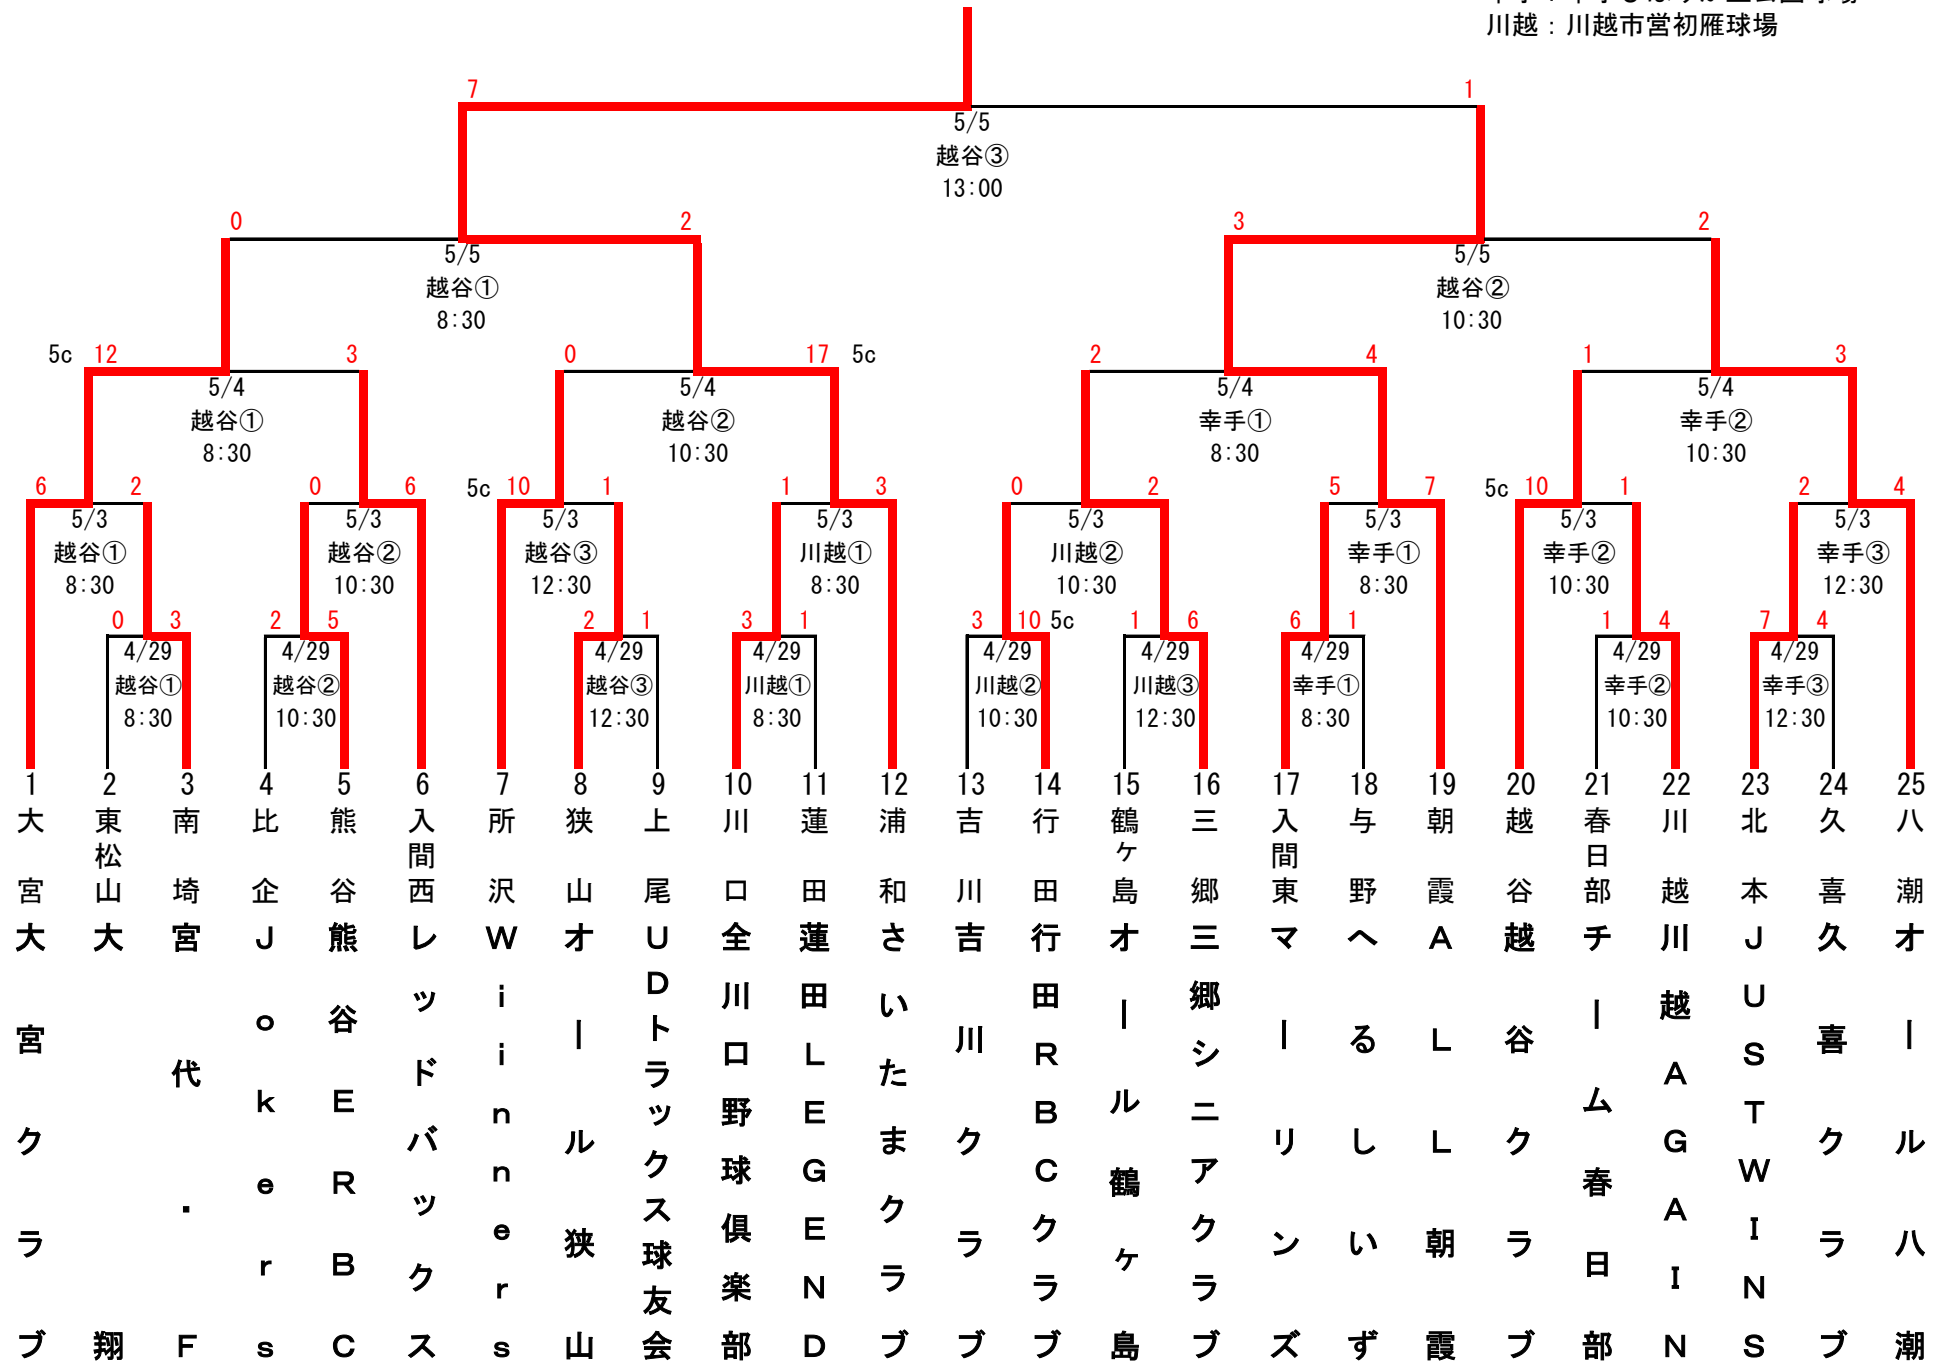 川越：川越市営初雁球場
7 1
5/5
越谷③
13:00
0 2 3 2
5/5 5/5
越谷① 越谷②
8:30 10:30
5c 12 3 0 17 5c 2 4 1 3
5/4 5/4 5/4 5/4
越谷① 越谷② 幸手① 幸手②
8:30 10:30 8:30 10:30
6 2 0 6 5c 10 1 1 3 0 2 5 7 5c 10 1 2 4
5/3 5/3 5/3 5/3 5/3 5/3 5/3 5/3
越谷① 越谷② 越谷③ 川越① 川越② 幸手① 幸手② 幸手③
8:30 10:30 12:30 8:30 10:30 8:30 10:30 12:30
0 3 2 5 2 1 3 1 3 10 5c 1 6 6 1 1 4 7 4
4/29 4/29 4/29 4/29 4/29 4/29 4/29 4/29 4/29
越谷① 越谷② 越谷③ 川越① 川越② 川越③ 幸手① 幸手② 幸手③
8:30 10:30 12:30 8:30 10:30 12:30 8:30 10:30 12:30
1 大宮 大宮クラブ
2 東松山 大翔
3 南埼 宮代．F
4 比企 Jokers
5 熊谷 熊谷ERBC
6 入間西 レッドバックス
7 所沢 Wiinners
8 狭山 オール狭山
9 上尾 UDトラックス球友会
10 川口 全川口野球倶楽部
11 蓮田 蓮田LEGEND
12 浦和 さいたまクラブ
13 吉川 吉川クラブ
14 行田 行田RBCクラブ
15 鶴ケ島 オール鶴ヶ島
16 三郷 三郷シニアクラブ
17 入間東 マーリンズ
18 与野 へるしいず
19 朝霞 ALL朝霞
20 越谷 越谷クラブ
21 春日部 チーム春日部
22 川越 川越AGAIN
23 北本 JUSTWINS
24 久喜 久喜クラブ
25 八潮 オール八潮